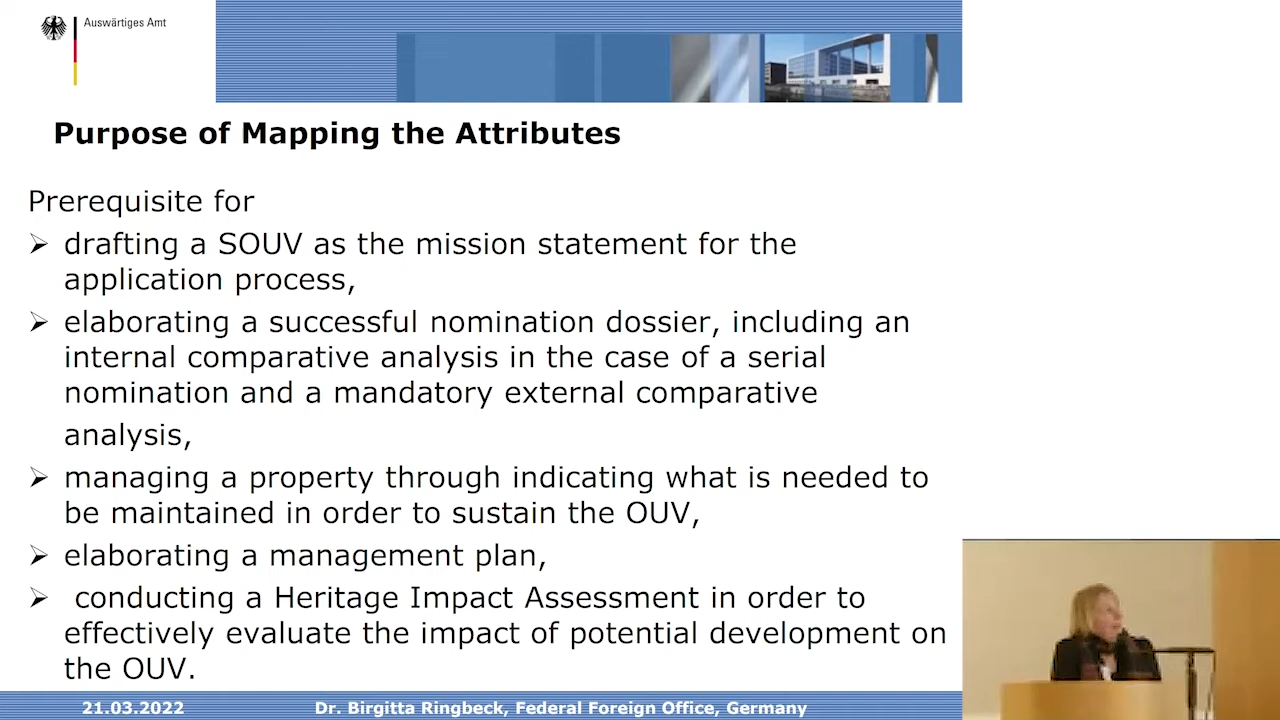 Auswärtiges Amt
Purpose of Mapping the Attributes
Prerequisite for
➢ drafting a SOUV as the mission statement for the
application process,
➢ elaborating a successful nomination dossier, including an
internal comparative analysis in the case of a serial
nomination and a mandatory external comparative
analysis,
➢ managing a property through indicating what is needed to
be maintained in order to sustain the OUV,
➢ elaborating a management plan,
➢ conducting a Heritage Impact Assessment in order to
effectively evaluate the impact of potential development on
the OUV.
21.03.2022 Dr. Birgitta Ringbeck, Federal Foreign Office, Germany